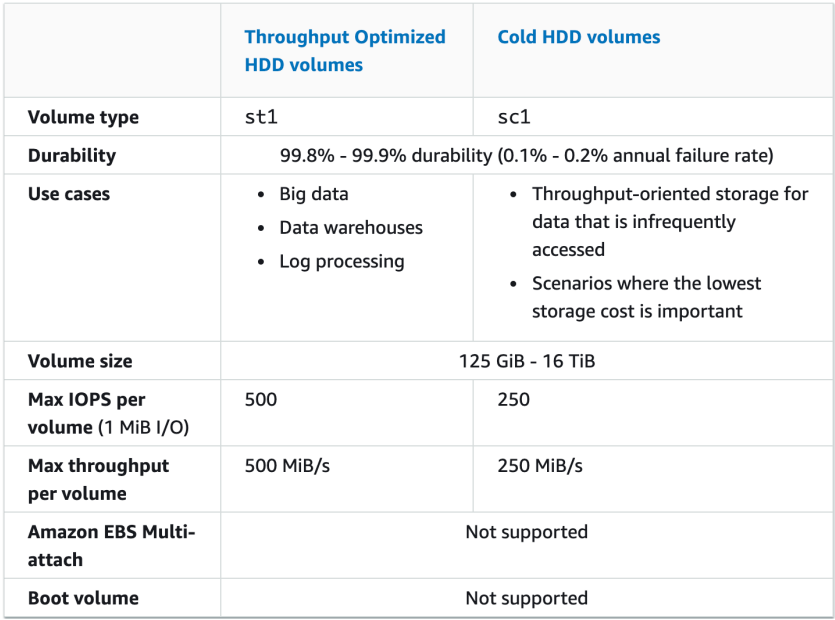 Throughput Optimized
HDD volumes
Cold HDD volumes
Volume type
st1
sc1
Durability
99.8% - 99.9% durability (0.1% - 0.2% annual failure rate)
Use cases
• Big data
• Data warehouses
• Log processing
• Throughput-oriented storage for
data that is infrequently
accessed
• Scenarios where the lowest
storage cost is important
Volume size
125 GiB - 16 TiB
Max IOPS per
volume (1 MiB I/O)
500
250
Max throughput
per volume
500 MiB/s
250 MiB/s
Amazon EBS Multi-
attach
Not supported
Boot volume
Not supported